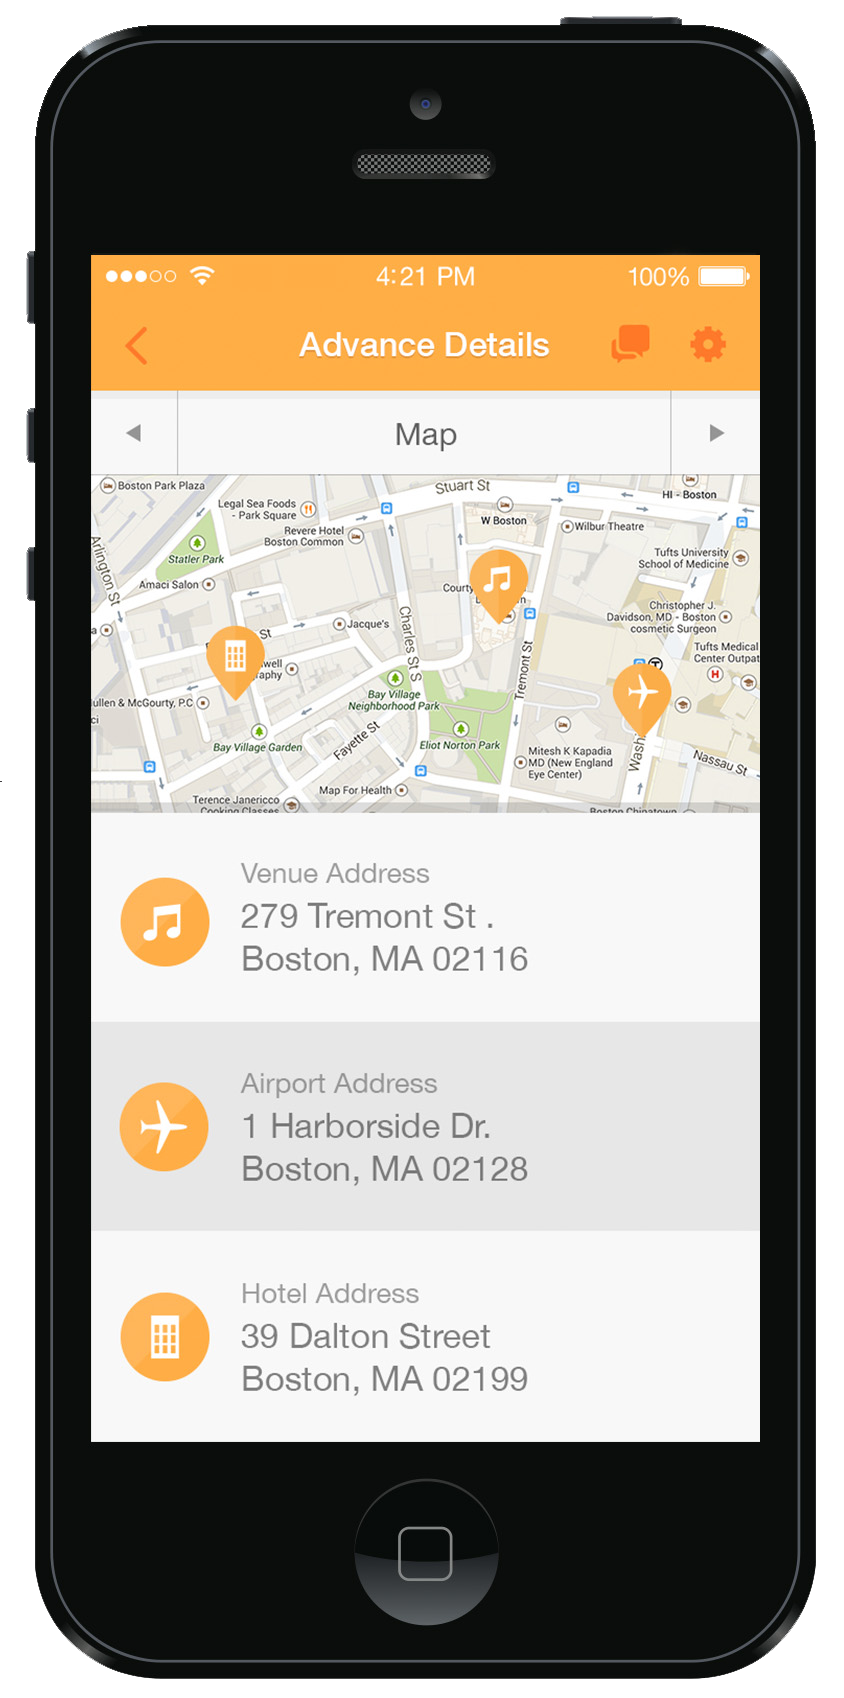 4:21 PM
100%
Advance Details
Map
Boston Park Plaza
Stuart St
HI - Boston
Legal Sea Foods
- Park Square
W Boston
Wilbur Theatre
Revere Hotel
Boston Common
Arlington St
Statler Park
Tufts University
School of Medicine
Amaci Salon
Christopher J.
Davidson, MD - Boston
cosmetic Surgeon
Jacque's
Charles St S
St
Tremont St
Tufts Medical
Center Outpat
Bay Village
Neighborhood Park
ullen & McGourty, P.C
ci
Bay Village Garden
Fayette St
Eliot Norton Park
Mitesh K Kapadia
MD (New England
Eye Center)
Washi
Nassau St
Map For Health
Terence Janericco
Cooking Classes
Boston Chinatown
Venue Address
279 Tremont St .
Boston, MA 02116
Airport Address
1 Harborside Dr.
Boston, MA 02128
Hotel Address
39 Dalton Street
Boston, MA 02199